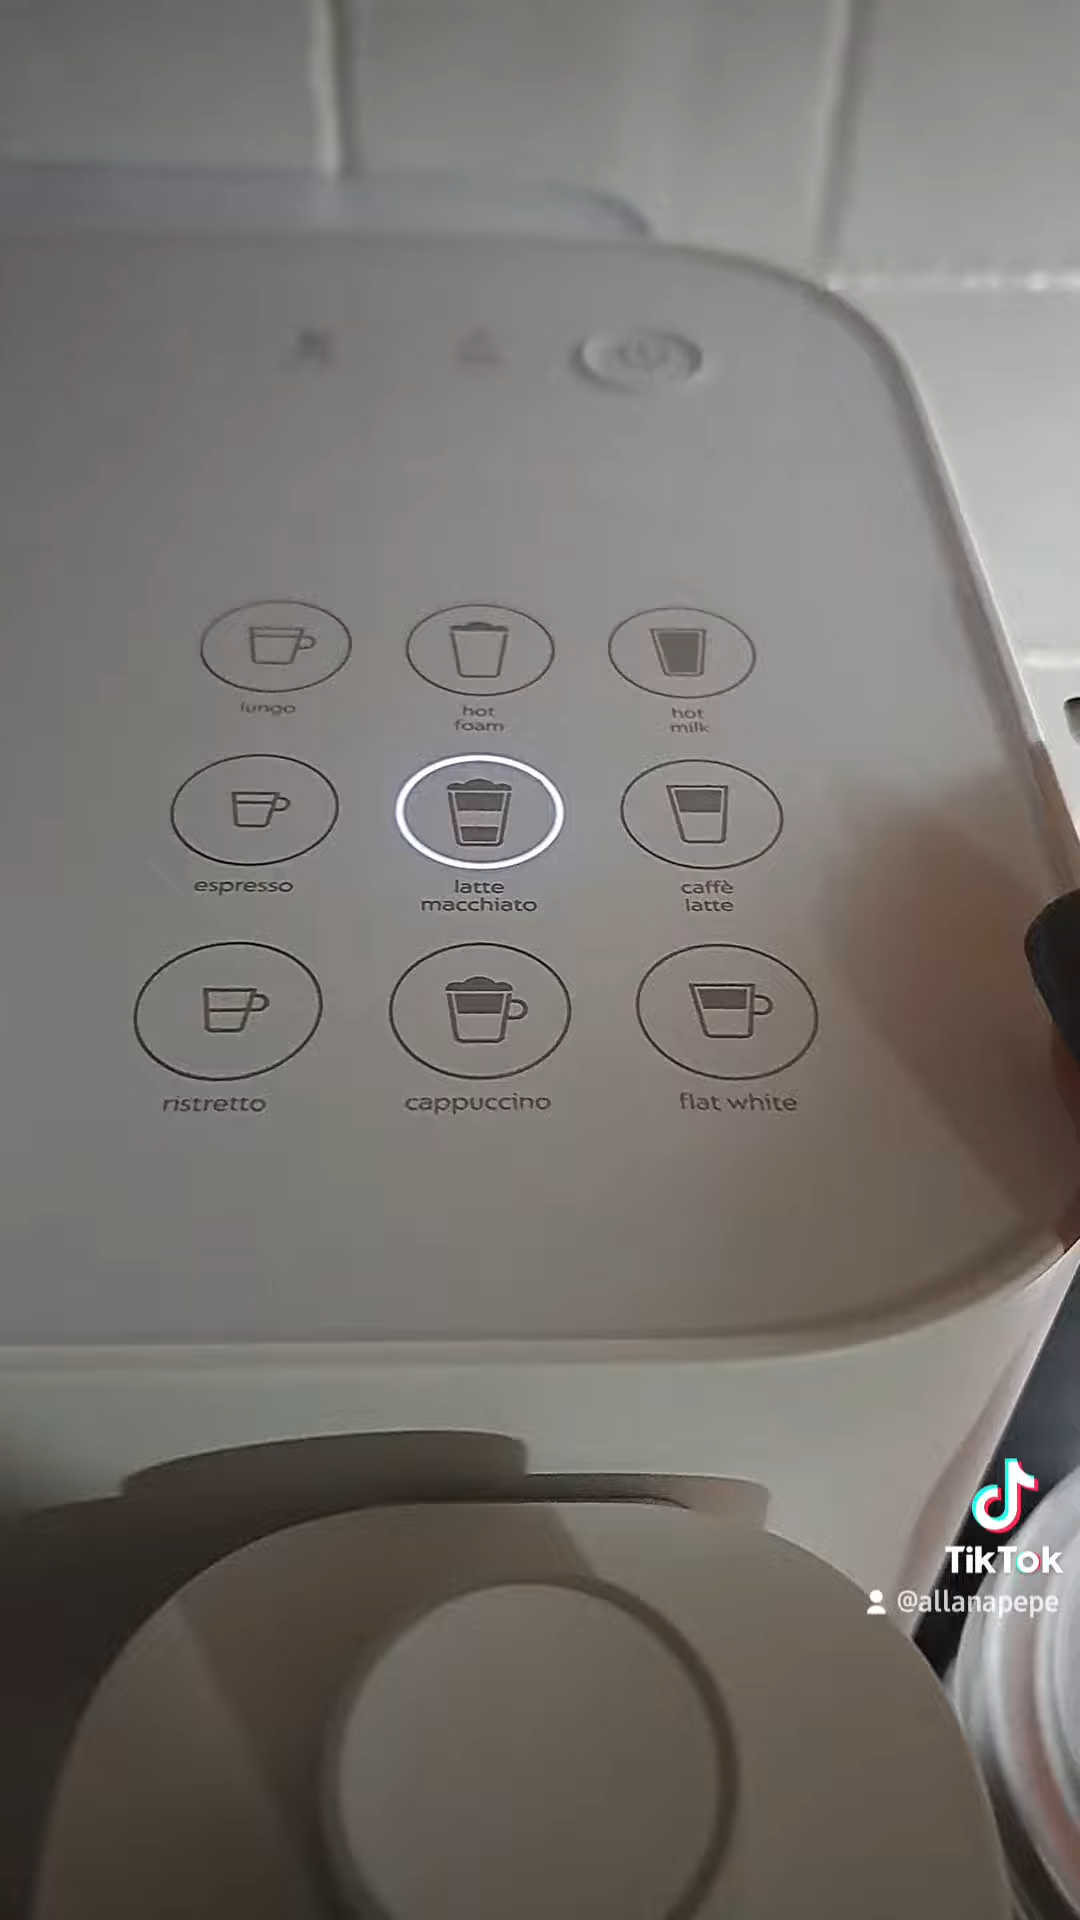 lungo
hot
foam
hot
milk
espresso
latte
macchiato
caffè
latte
ristretto
cappuccino
flat white
TikTok
@allanapepe